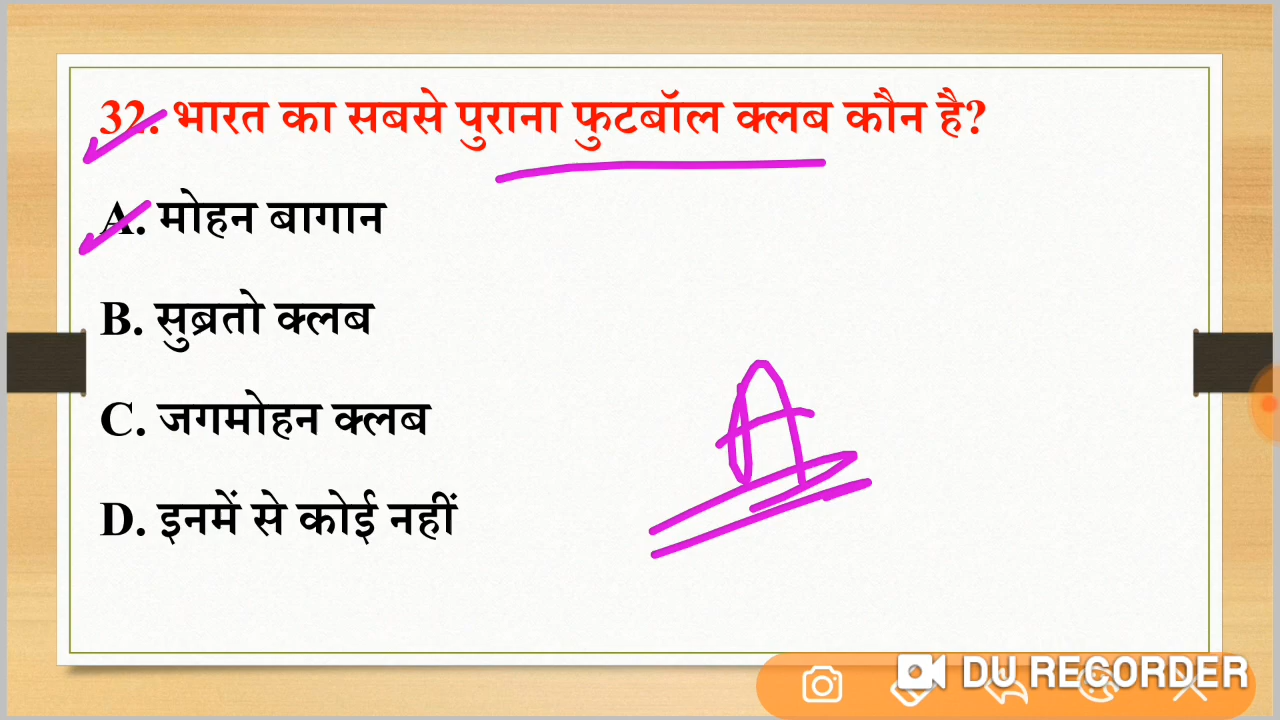 32. भारत का सबसे पुराना फुटबॉल क्लब कौन है?
A. मोहन बागान
B. सुब्रतो क्लब
C. जगमोहन क्लब
D. इनमें से कोई नहीं
A
DU RECORDER